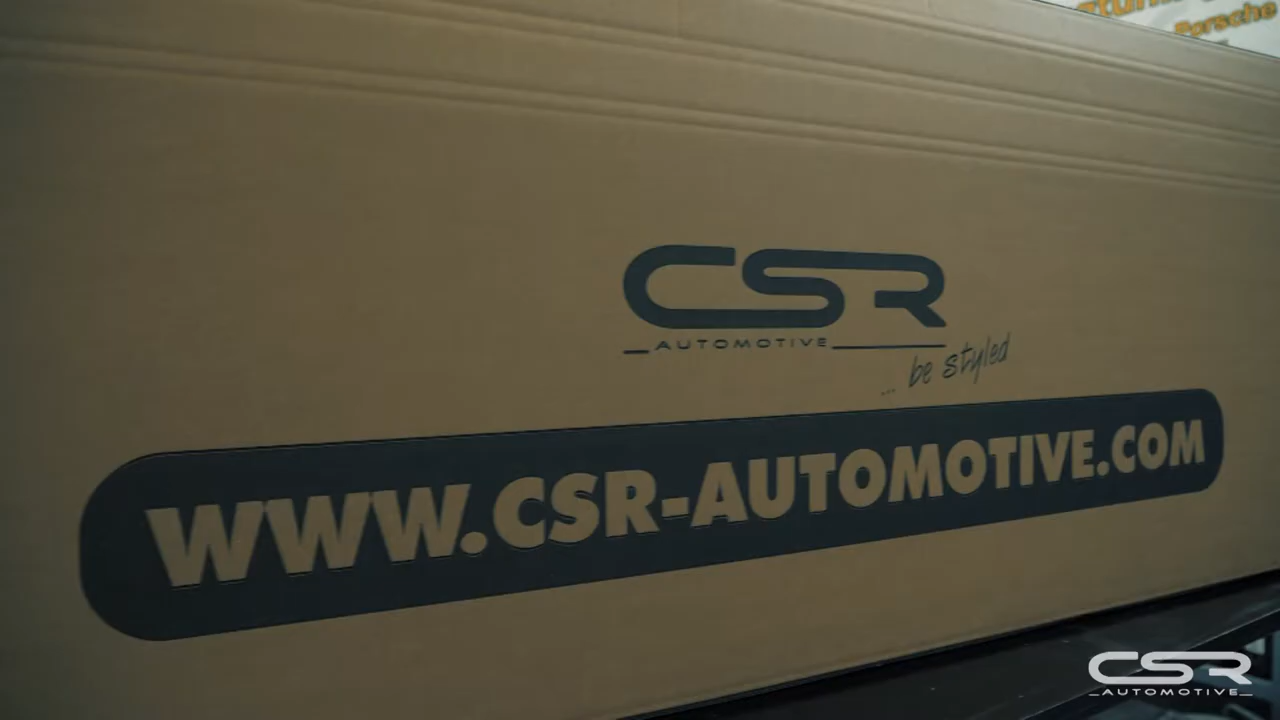 Porsche
CSR
AUTOMOTIVE
... be styled
WWW.CSR-AUTOMOTIVE.COM
CSR
AUTOMOTIVE